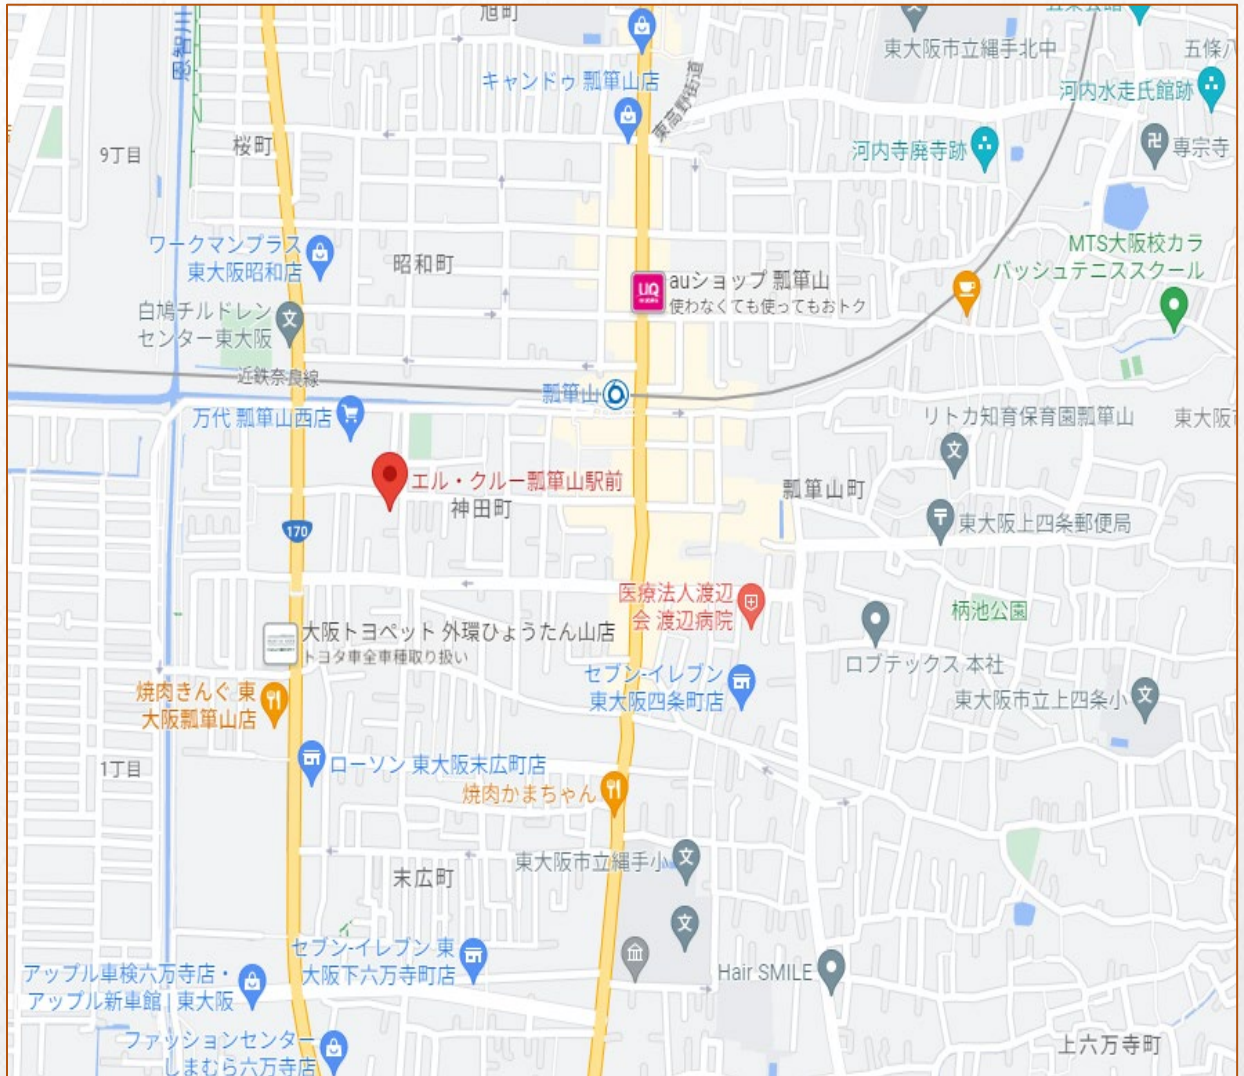 旭町
東大阪市立縄手北中
五條八
キャンドゥ 瓢箪山店
河内水走氏館跡
東高野街道
恩智川
桜町
9丁目
河内寺廃寺跡
専宗寺
卍
MTS大阪校カラ
バッシュテニススクール
ワークマンプラス
東大阪昭和店
昭和町
UQ
auショップ 瓢箪山
使わなくても使ってもおトク
白鳩チルドレン
センター東大阪
文
近鉄奈良線
瓢箪山
万代 瓢箪山西店
リトカ知育保育園瓢箪山
東大阪市
文
エル・クルー瓢箪山駅前
神田町
瓢箪山町
〒
東大阪上四条郵便局
170
医療法人渡辺
会 渡辺病院
柄池公園
大阪トヨペット 外環ひょうたん山店
トヨタ車全車種取り扱い
ロブテックス 本社
セブン-イレブン
東大阪四条町店
焼肉きんぐ 東
大阪瓢箪山店
東大阪市立上四条小
文
1丁目
ローソン 東大阪末広町店
焼肉かまちゃん
東大阪市立縄手小
文
末広町
文
セブン-イレブン 東
大阪下六万寺町店
アップル車検六万寺店・
アップル新車館 | 東大阪
Hair SMILE
ファッションセンター
しまむら六万寺店
上六万寺町